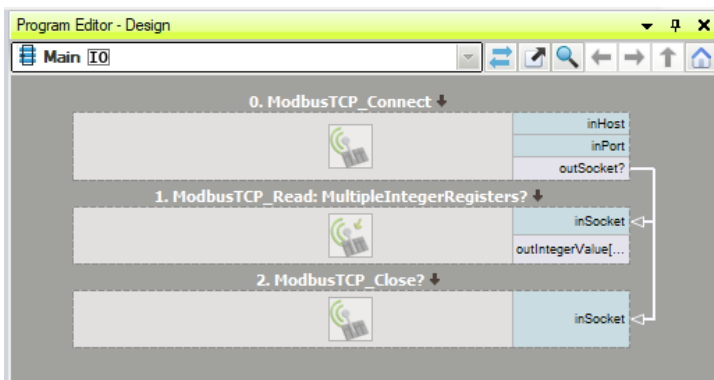 Program Editor - Design
Main IO
0. ModbusTCP_Connect
inHost
inPort
outSocket?
1. ModbusTCP_Read: MultipleIntegerRegisters?
inSocket
outIntegerValue[...
2. ModbusTCP_Close?
inSocket